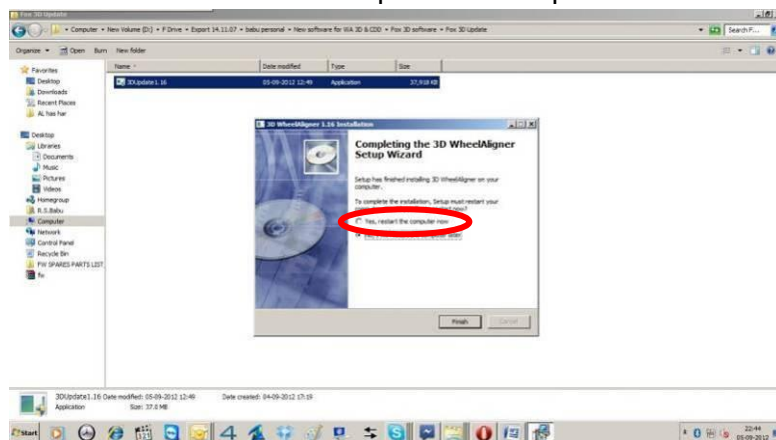 Fox 3D Update
Computer • New Volume (D:) • F Drive • Export 14.11.07 • babu personal • New software for WA 3D & CDD • Fox 3D software • Fox 3D Update
Search F...
Organize Open Burn New folder
Name Date modified Type Size
3DUpdate1.16 05-09-2012 12:49 Application 37,918 KB
Favorites
Desktop
Downloads
Recent Places
AL has har
Desktop
Libraries
Documents
Music
Pictures
Videos
Homegroup
R.S.Babu
Computer
Network
Control Panel
Recycle Bin
FW SPARES PARTS LIST
fix
3D WheelAligner 1.16 Installation
Completing the 3D WheelAligner
Setup Wizard
Setup has finished installing 3D WheelAligner on your
computer.
To complete the installation, Setup must restart your
Yes, restart the computer now
Finish Cancel
3DUpdate1.16 Date modified: 05-09-2012 12:49 Date created: 04-09-2012 17:19
Application Size: 37.0 MB
Start
22:44
05-09-2012